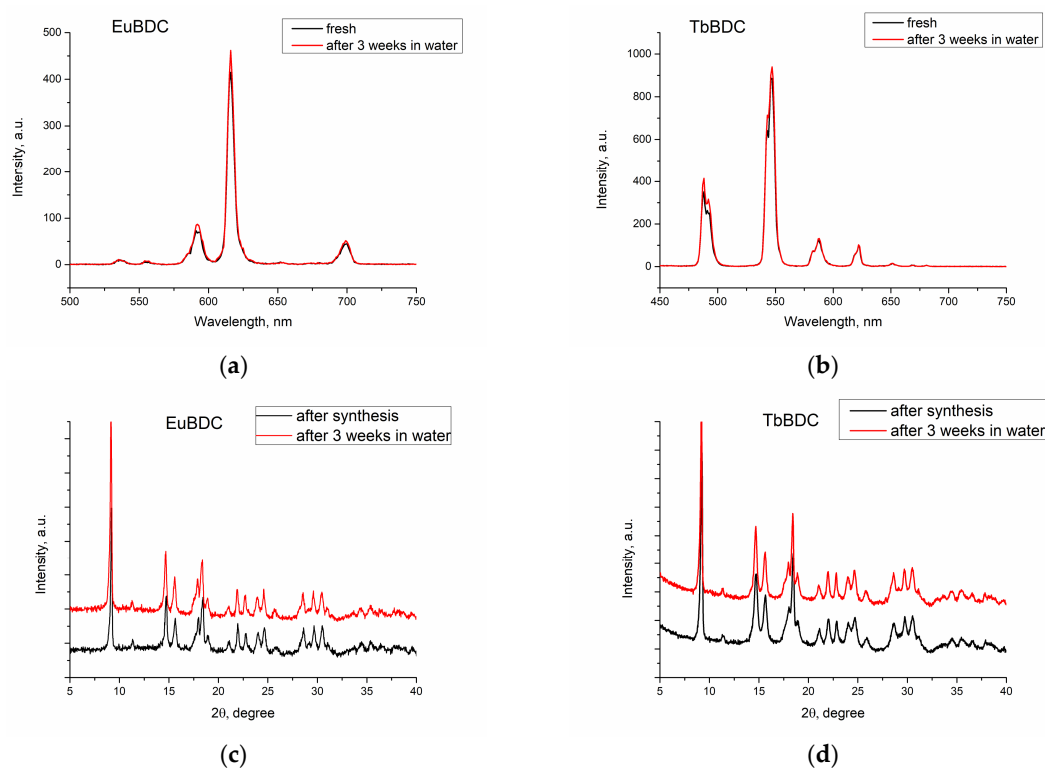 EuBDC
fresh
after 3 weeks in water
Intensity, a.u.
500
400
300
200
100
0
500 550 600 650 700 750
Wavelength, nm
(a)
TbBDC
fresh
after 3 weeks in water
Intensity, a.u.
1000
800
600
400
200
0
450 500 550 600 650 700 750
Wavelength, nm
(b)
EuBDC
after synthesis
after 3 weeks in water
Intensity, a.u.
5 10 15 20 25 30 35 40
2θ, degree
(c)
TbBDC
after synthesis
after 3 weeks in water
Intensity, a.u.
5 10 15 20 25 30 35 40
2θ, degree
(d)